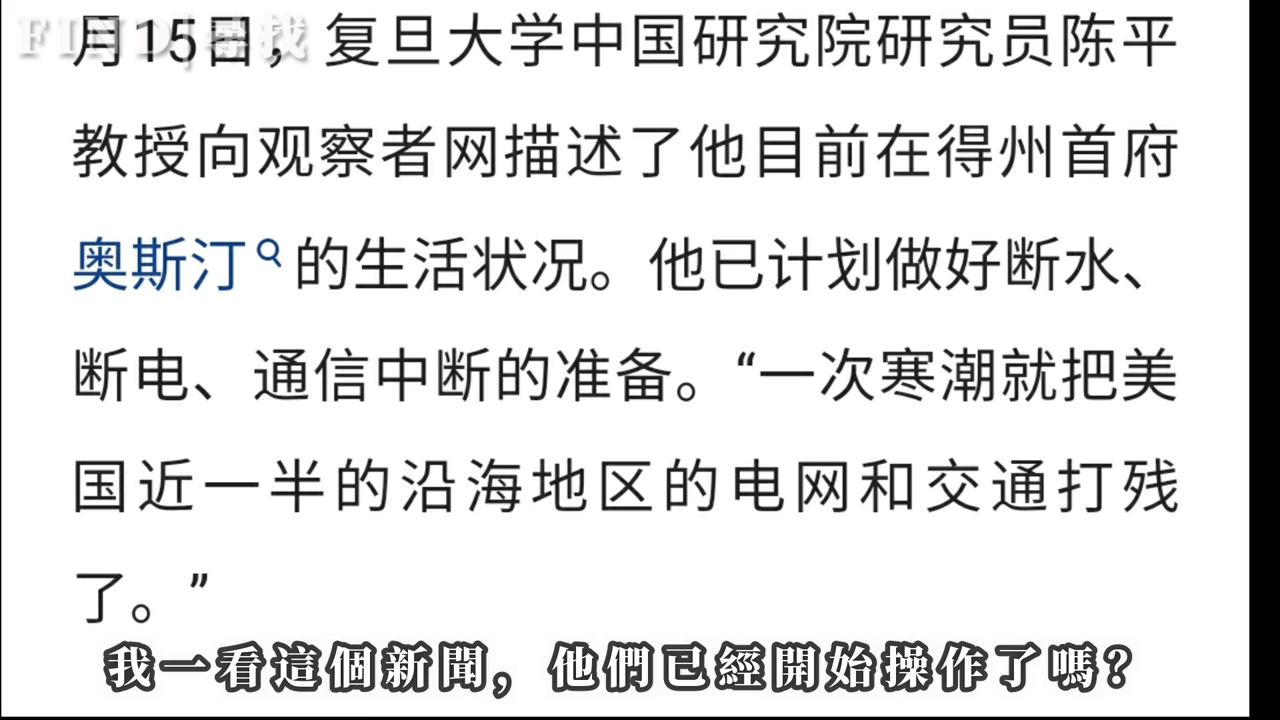 FIND|尋找
月15日，复旦大学中国研究院研究员陈平
教授向观察者网描述了他目前在得州首府
奥斯汀的生活状况。他已计划做好断水、
断电、通信中断的准备。“一次寒潮就把美
国近一半的沿海地区的电网和交通打残
了。”
我一看這個新聞，他們已經開始操作了嗎？